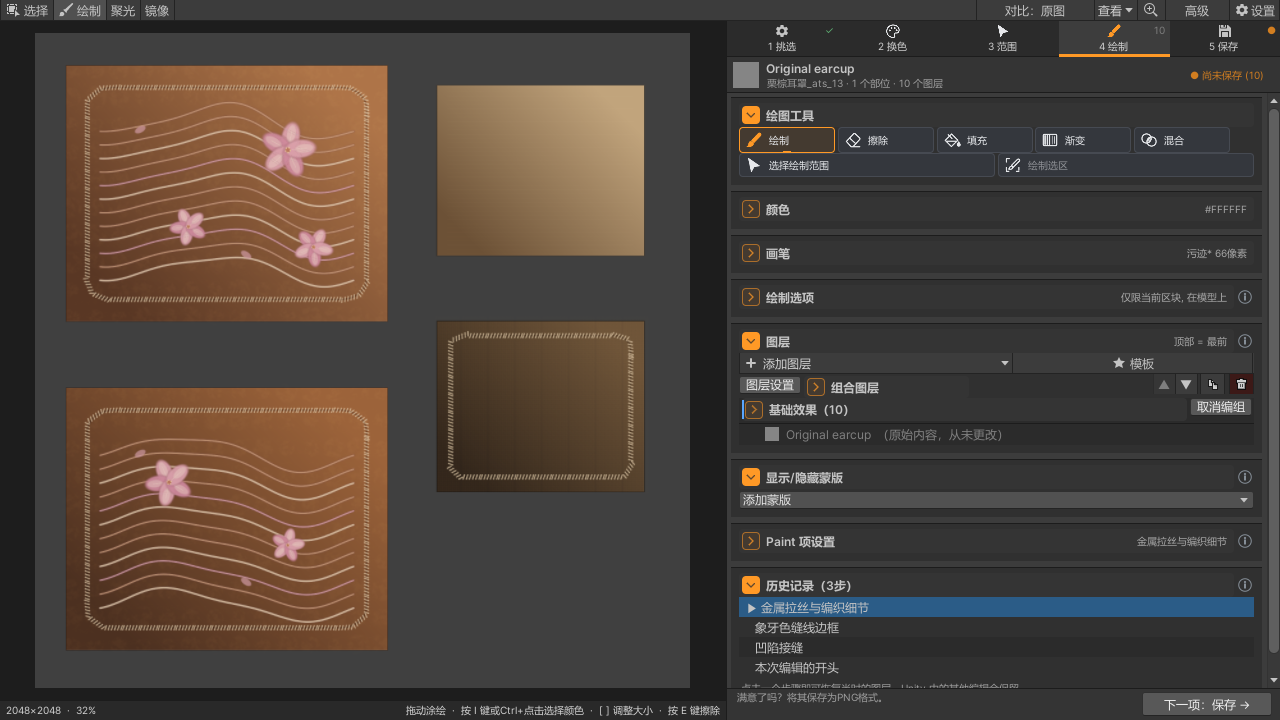 选择 绘制 聚光 镜像 对比: 原图 查看 高级 设置
1 挑选 2 换色 3 范围 4 绘制 10 5 保存
Original earcup
栗棕耳罩_ats_13 · 1 个部位 · 10 个图层
尚未保存 (10)
绘图工具
绘制 擦除 填充 渐变 混合
选择绘制范围 绘制选区
颜色 #FFFFFF
画笔 污迹* 66像素
绘制选项 仅限当前区块, 在模型上
图层 顶部 = 最前
添加图层 模板
图层设置 组合图层
基础效果（10） 取消编组
Original earcup （原始内容，从未更改）
显示/隐藏蒙版
添加蒙版
Paint 项设置 金属拉丝与编织细节
历史记录（3步）
金属拉丝与编织细节
象牙色缝线边框
凹陷接缝
本次编辑的开头
满意了吗？将其保存为PNG格式。
下一项：保存 →
2048×2048 · 32% 拖动涂绘 · 按 I 键或Ctrl+点击选择颜色 · [ ] 调整大小 · 按 E 键擦除